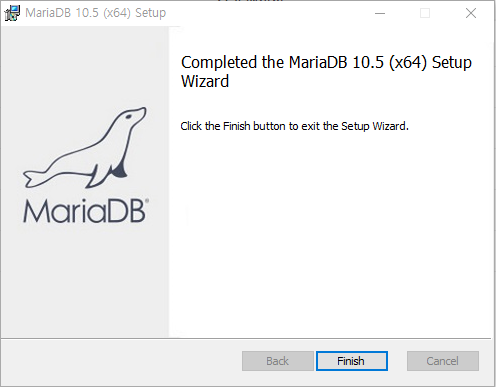 MariaDB 10.5 (x64) Setup
Completed the MariaDB 10.5 (x64) Setup
Wizard
Click the Finish button to exit the Setup Wizard.
MariaDB®
Back
Finish
Cancel